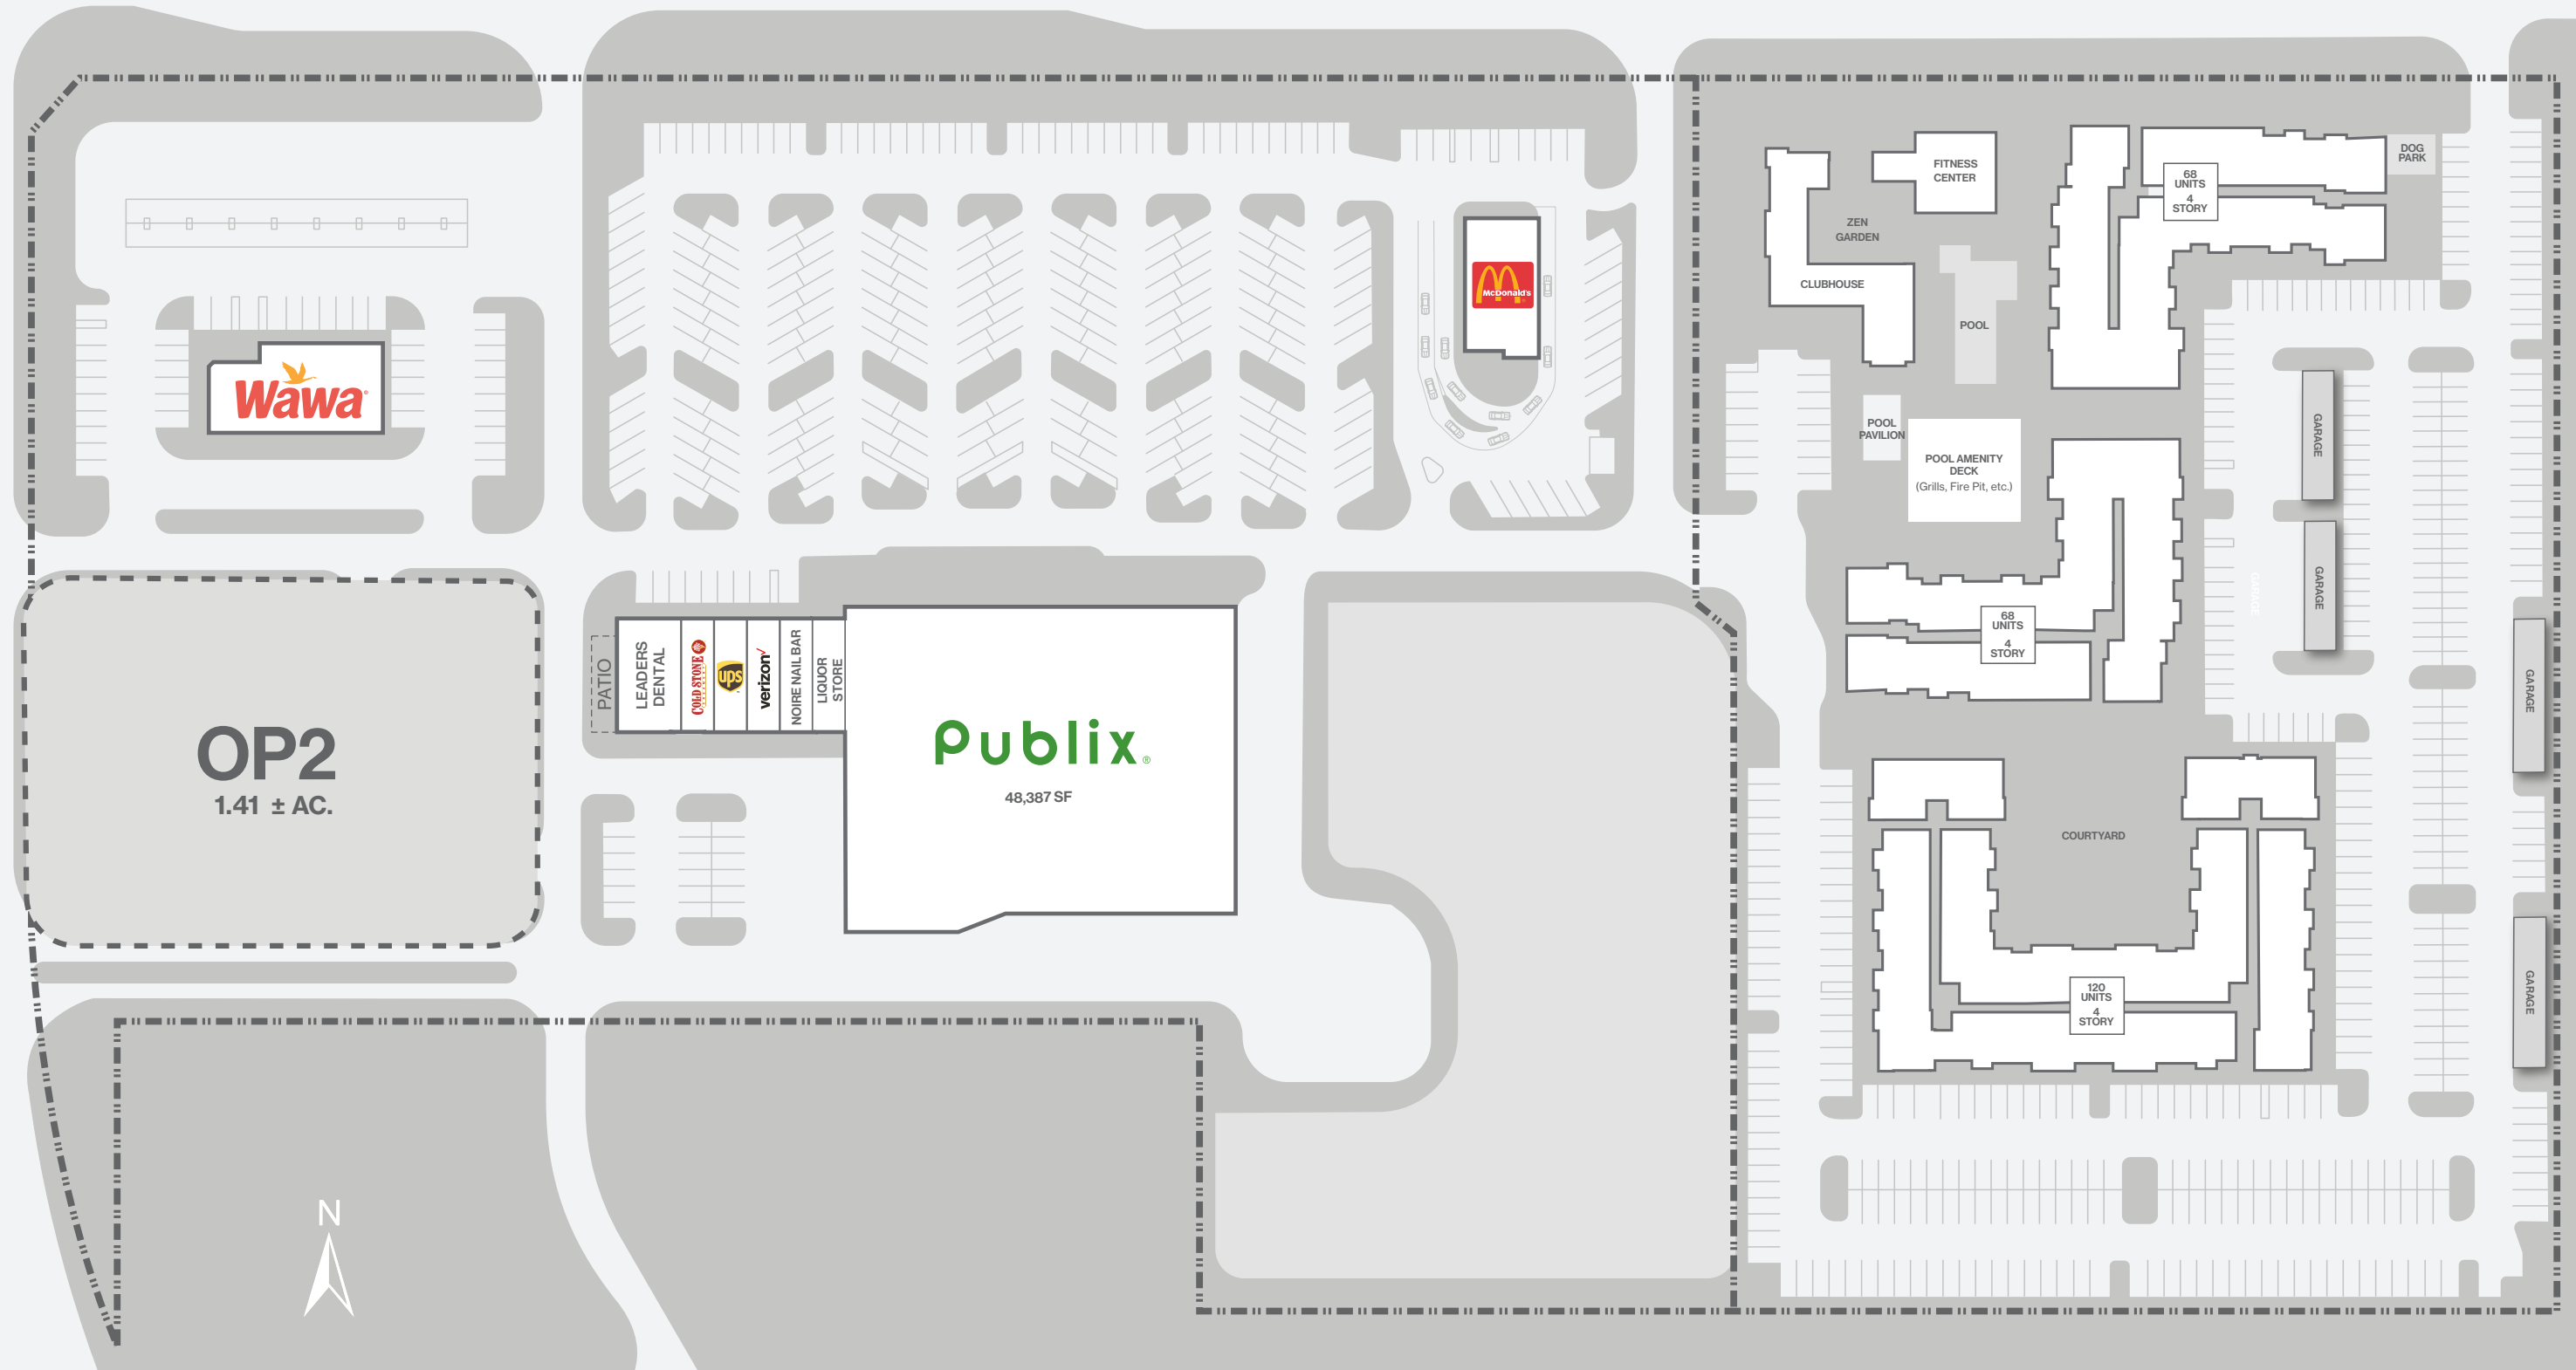 Wawa
McDonald's
FITNESS
CENTER
ZEN
GARDEN
CLUBHOUSE
POOL
POOL
PAVILION
POOL AMENITY
DECK
(Grills, Fire Pit, etc.)
68
UNITS
4
STORY
DOG
PARK
GARAGE
GARAGE
GARAGE
GARAGE
GARAGE
68
UNITS
4
STORY
COURTYARD
120
UNITS
4
STORY
OP2
1.41 ± AC.
PATIO
LEADERS
DENTAL
COLD STONE
ups
verizon✓
NOIRE NAIL BAR
LIQUOR
STORE
Publix®
48,387 SF
N